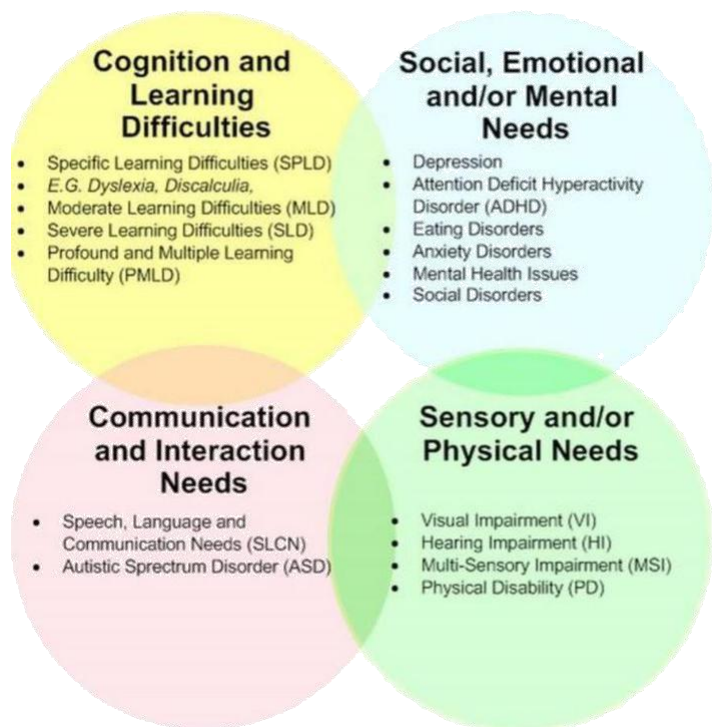 Cognition and
Learning
Difficulties
• Specific Learning Difficulties (SPLD)
• E.G. Dyslexia, Discalculia,
• Moderate Learning Difficulties (MLD)
• Severe Learning Difficulties (SLD)
• Profound and Multiple Learning
Difficulty (PMLD)
Social, Emotional
and/or Mental
Needs
• Depression
• Attention Deficit Hyperactivity
Disorder (ADHD)
• Eating Disorders
• Anxiety Disorders
• Mental Health Issues
• Social Disorders
Communication
and Interaction
Needs
• Speech, Language and
Communication Needs (SLCN)
• Autistic Sprectrum Disorder (ASD)
Sensory and/or
Physical Needs
• Visual Impairment (VI)
• Hearing Impairment (HI)
• Multi-Sensory Impairment (MSI)
• Physical Disability (PD)